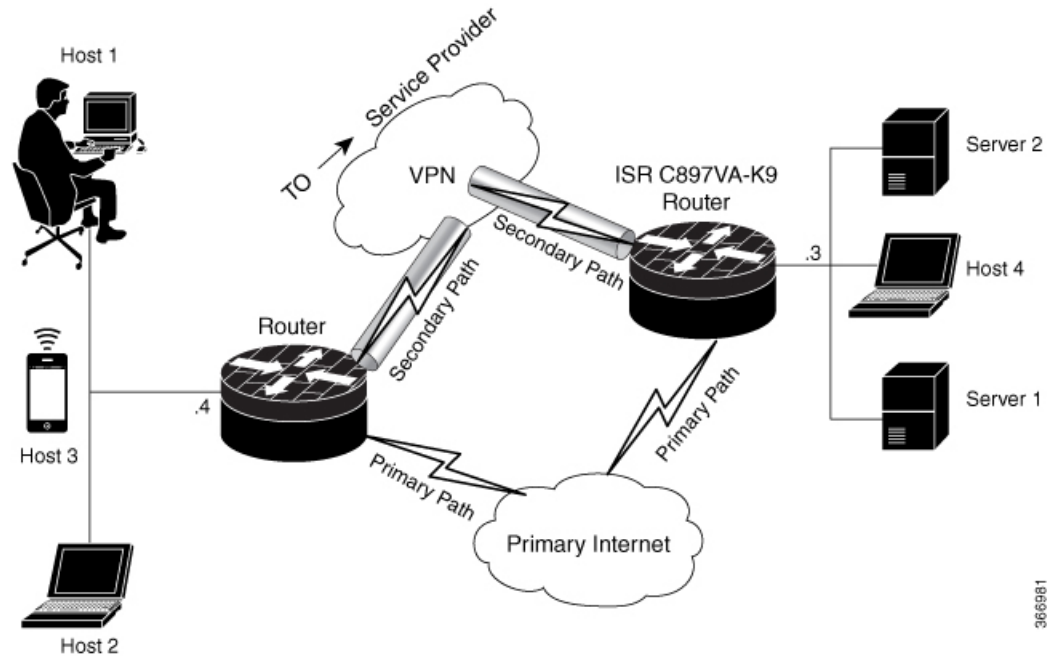 Host 1
TO → Service Provider
VPN
Secondary Path
ISR C897VA-K9
Router
Server 2
.3
Host 4
Server 1
Router
Secondary Path
.4
Host 3
Primary Path
Primary Path
Primary Internet
Host 2
366981